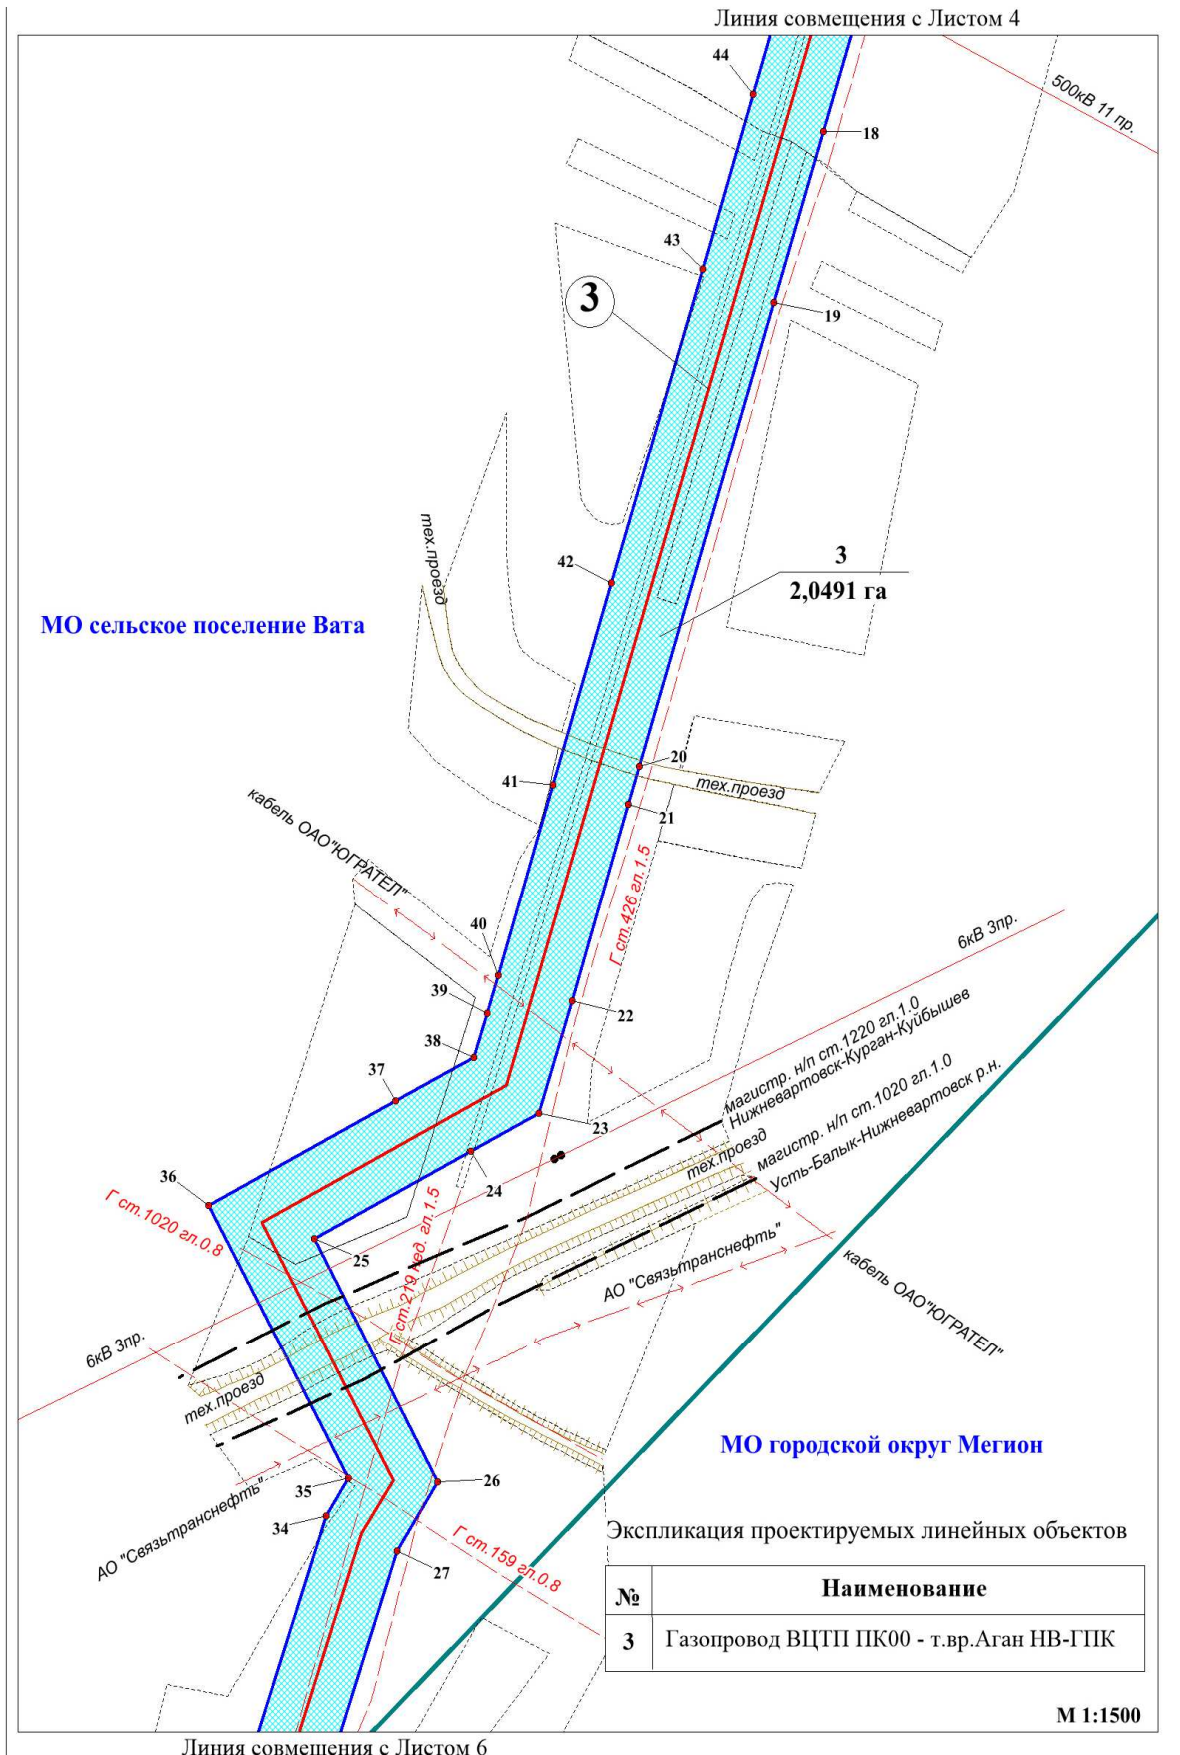 Линия совмещения с Листом 4
44
500кВ 11 пр.
18
43
3
19
тех.проезд
42
3
2,0491 га
МО сельское поселение Вата
20
41
тех.проезд
кабель ОАО"ЮГРАТЕЛ"
21
Г ст.426 гл.1.5
40
6кВ 3пр.
39
22
38
магистр. н/п ст.1220 гл.1.0
Нижневартовск-Курган-Куйбышев
37
23
магистр. н/п ст.1020 гл.1.0
Усть-Балык-Нижневартовск р.н.
тех.проезд
36
24
Г ст.1020 гл.0.8
25
Г ст.219 нед. гл.1.5
АО "Связьтранснефть"
кабель ОАО"ЮГРАТЕЛ"
6кВ 3пр.
тех.проезд
МО городской округ Мегион
35
26
АО "Связьтранснефть"
34
Г ст.159 гл.0.8
27
Экспликация проектируемых линейных объектов
№ Наименование
3 Газопровод ВЦТП ПК00 - т.вр.Аган НВ-ГПК
М 1:1500
Линия совмещения с Листом 6